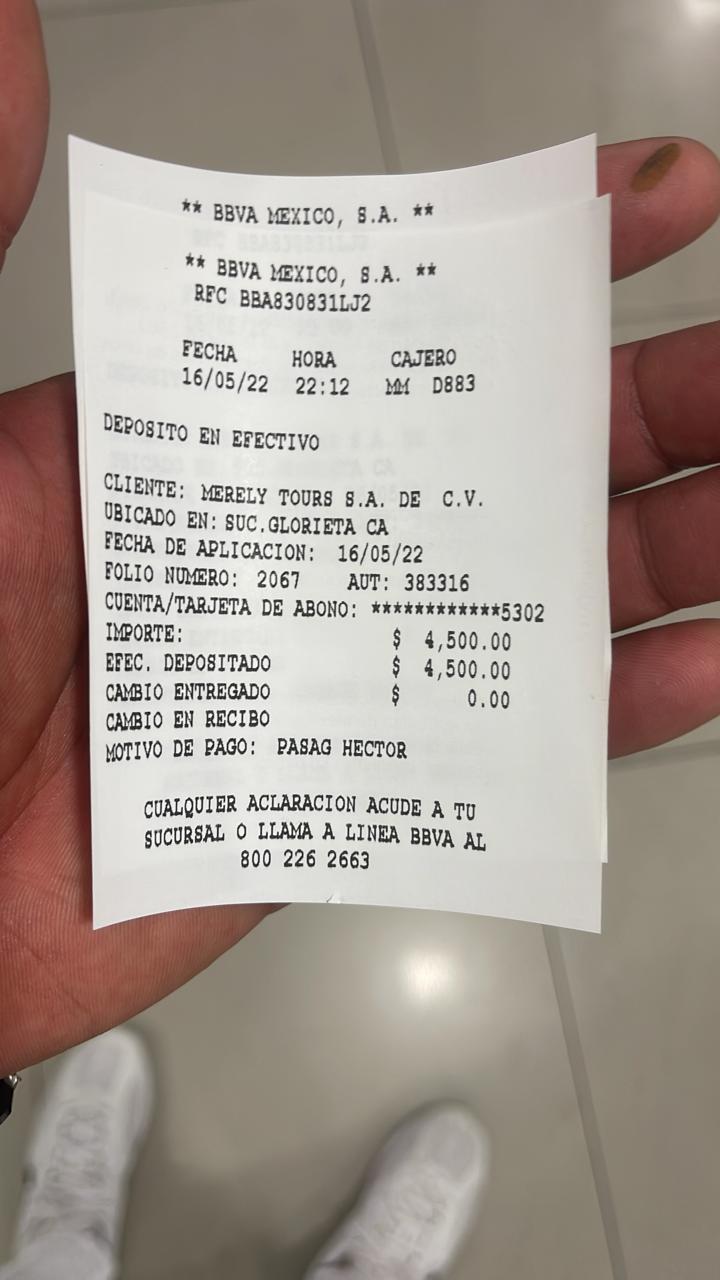 ** BBVA MEXICO, S.A. **
** BBVA MEXICO, S.A. **
RFC BBA830831LJ2
FECHA HORA CAJERO
16/05/22 22:12 MM D883
DEPOSITO EN EFECTIVO
CLIENTE: MERELY TOURS S.A. DE C.V.
UBICADO EN: SUC.GLORIETA CA
FECHA DE APLICACION: 16/05/22
FOLIO NUMERO: 2067 AUT: 383316
CUENTA/TARJETA DE ABONO: ************5302
IMPORTE: $ 4,500.00
EFEC. DEPOSITADO $ 4,500.00
CAMBIO ENTREGADO $ 0.00
CAMBIO EN RECIBO
MOTIVO DE PAGO: PASAG HECTOR
CUALQUIER ACLARACION ACUDE A TU
SUCURSAL O LLAMA A LINEA BBVA AL
800 226 2663